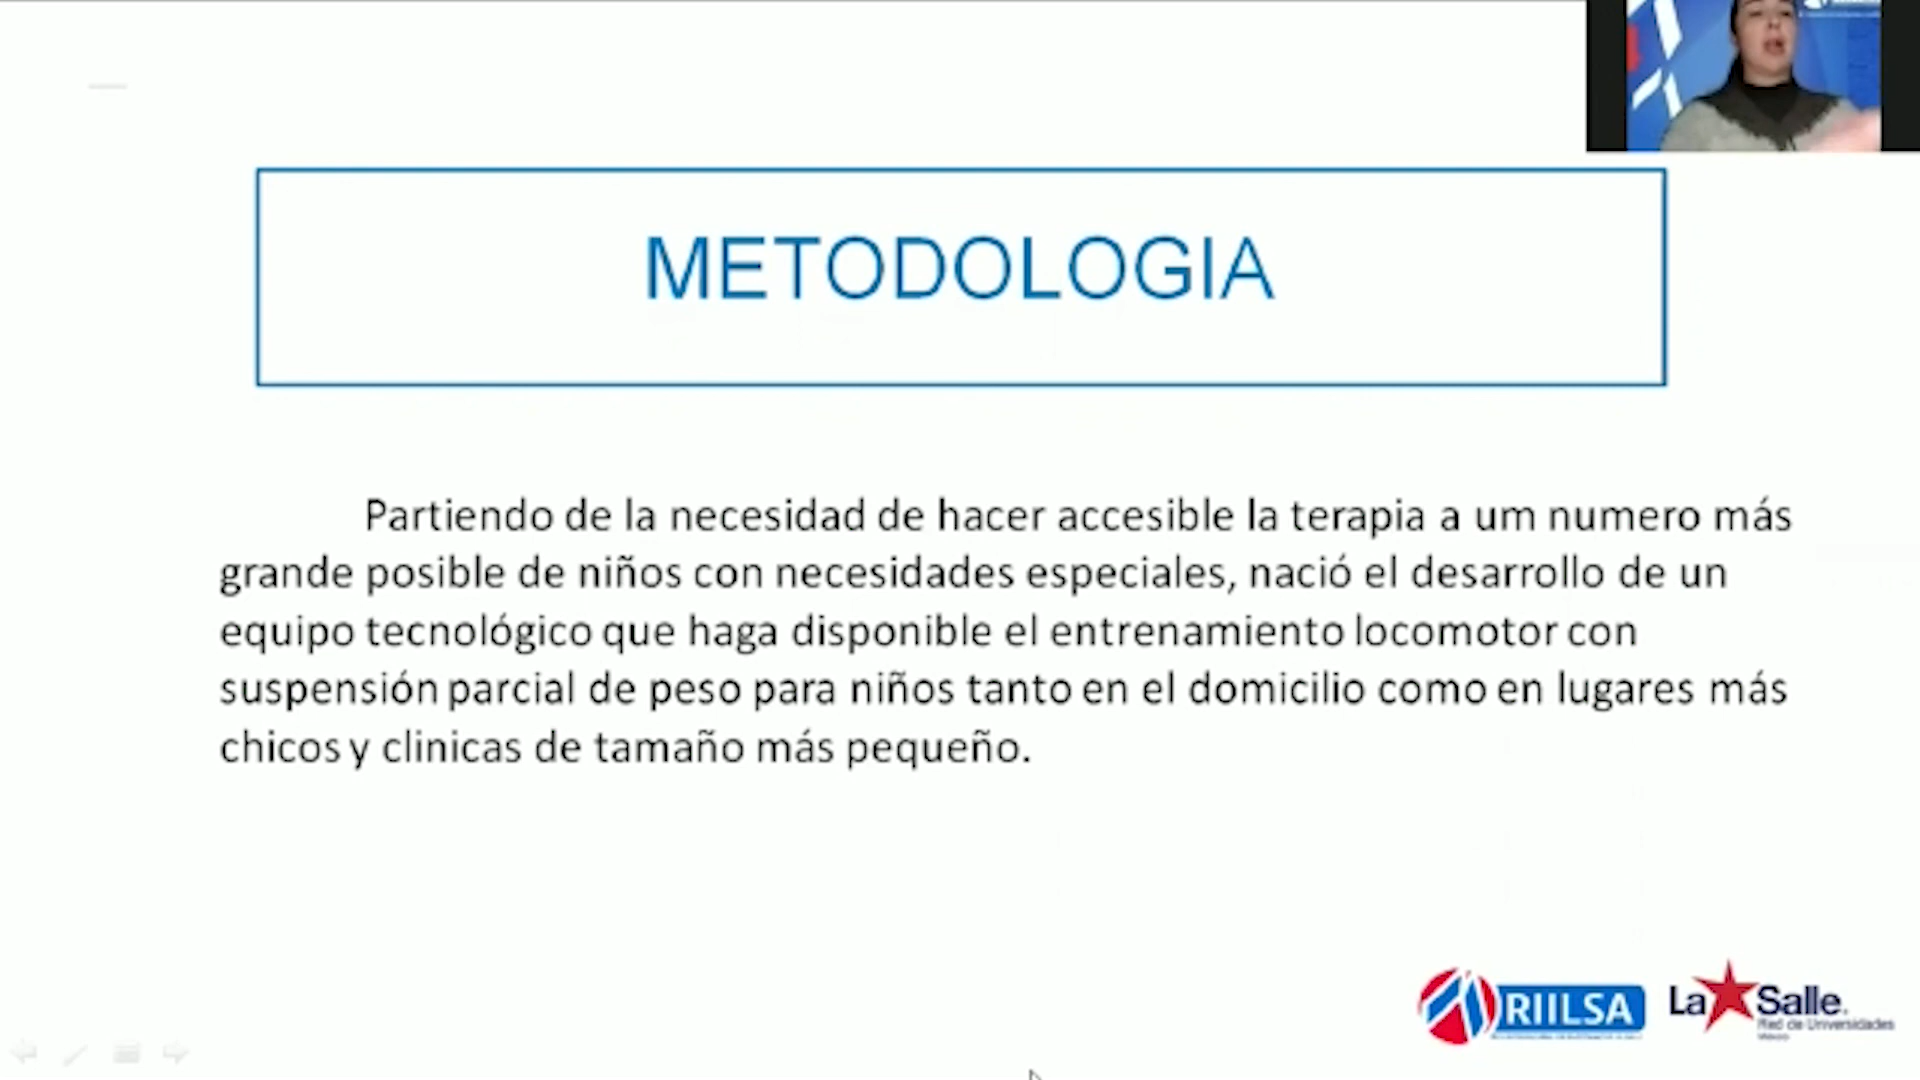 METODOLOGIA
Partiendo de la necesidad de hacer accesible la terapia a um numero más
grande posible de niños con necesidades especiales, nació el desarrollo de un
equipo tecnológico que haga disponible el entrenamiento locomotor con
suspensión parcial de peso para niños tanto en el domicilio como en lugares más
chicos y clinicas de tamaño más pequeño.
RIILSA
La Salle.
Red de Universidades
México